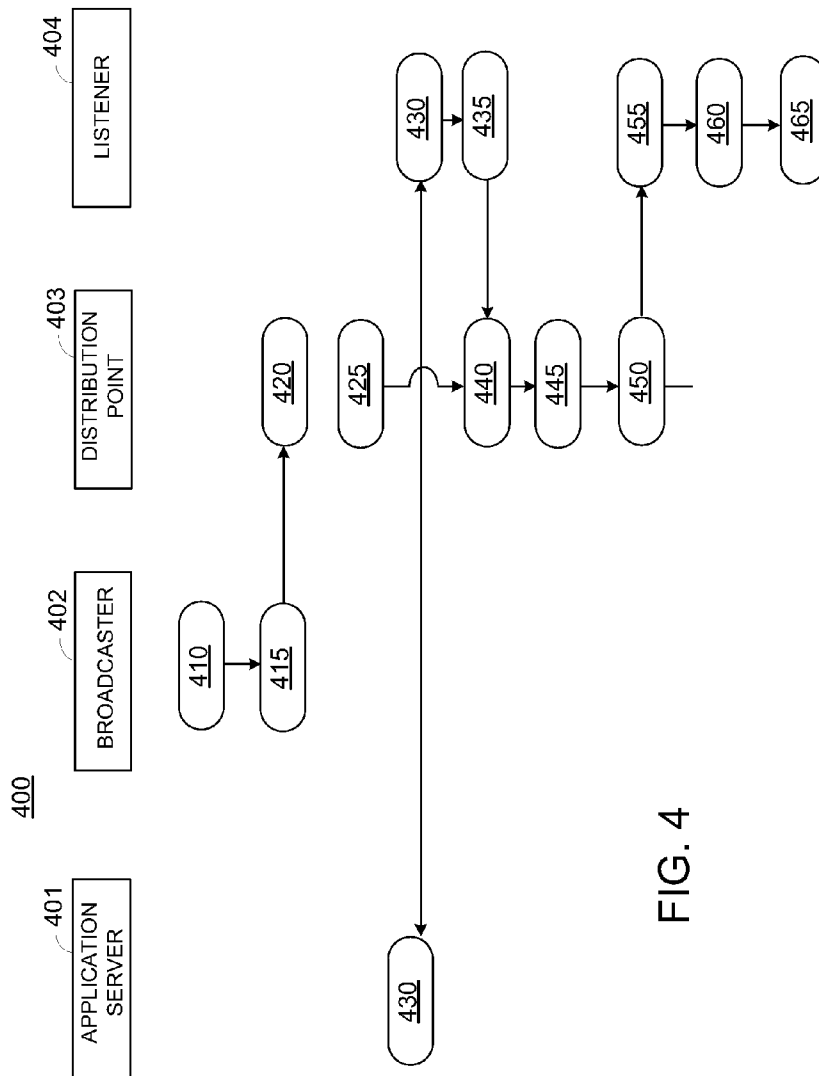 400
401
APPLICATION
SERVER
402
BROADCASTER
403
DISTRIBUTION
POINT
404
LISTENER
410
415
420
425
430
430
435
440
445
450
455
460
465
FIG. 4